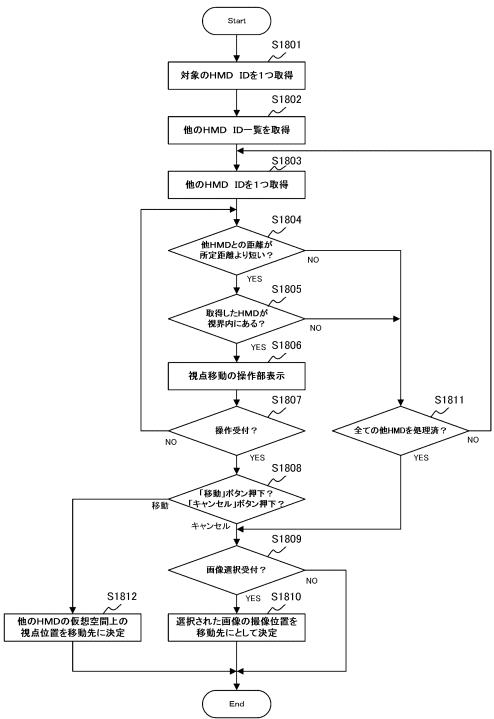 Start
S1801
対象のHMD IDを1つ取得
S1802
他のHMD ID一覧を取得
S1803
他のHMD IDを1つ取得
S1804
他HMDとの距離が
所定距離より短い?
NO
YES
S1805
取得したHMDが
視界内にある?
NO
YES
S1806
視点移動の操作部表示
S1807
操作受付?
NO
YES
S1811
全ての他HMDを処理済?
NO
YES
S1808
「移動」ボタン押下?
「キャンセル」ボタン押下?
移動
キャンセル
S1809
画像選択受付?
NO
YES
S1812
他のHMDの仮想空間上の
視点位置を移動先に決定
S1810
選択された画像の撮像位置を
移動先にとして決定
End